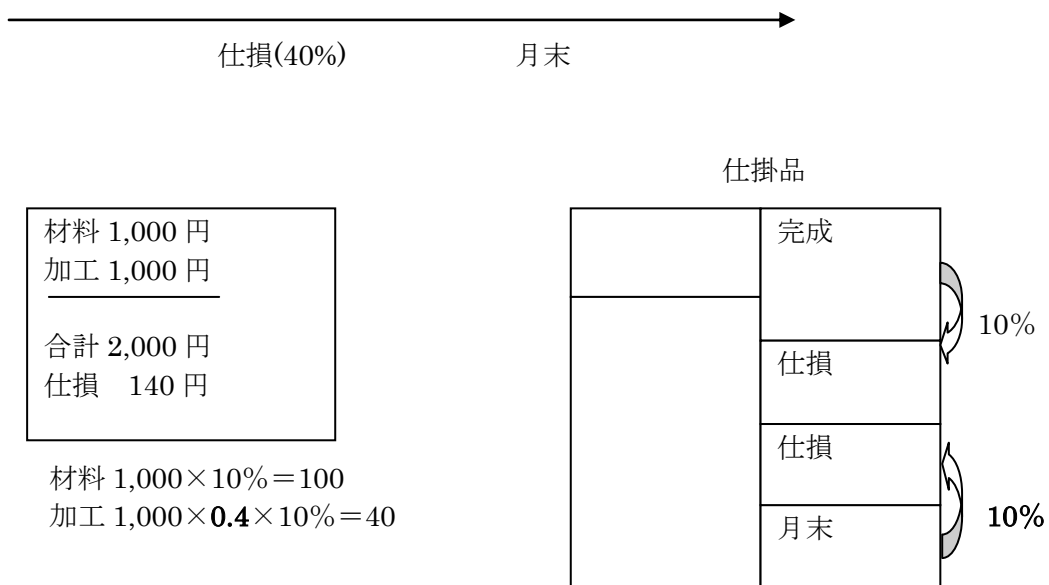 仕損(40%) 月末
仕掛品
材料 1,000 円
加工 1,000 円
合計 2,000 円
仕損 140 円
材料 1,000×10%=100
加工 1,000×0.4×10%=40
完成
10%
仕損
仕損
10%
月末